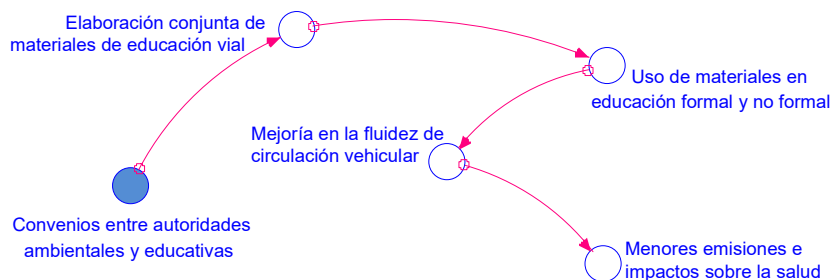 Elaboración conjunta de
materiales de educación vial
Uso de materiales en
educación formal y no formal
Mejoría en la fluidez de
circulación vehicular
Convenios entre autoridades
ambientales y educativas
Menores emisiones e
impactos sobre la salud